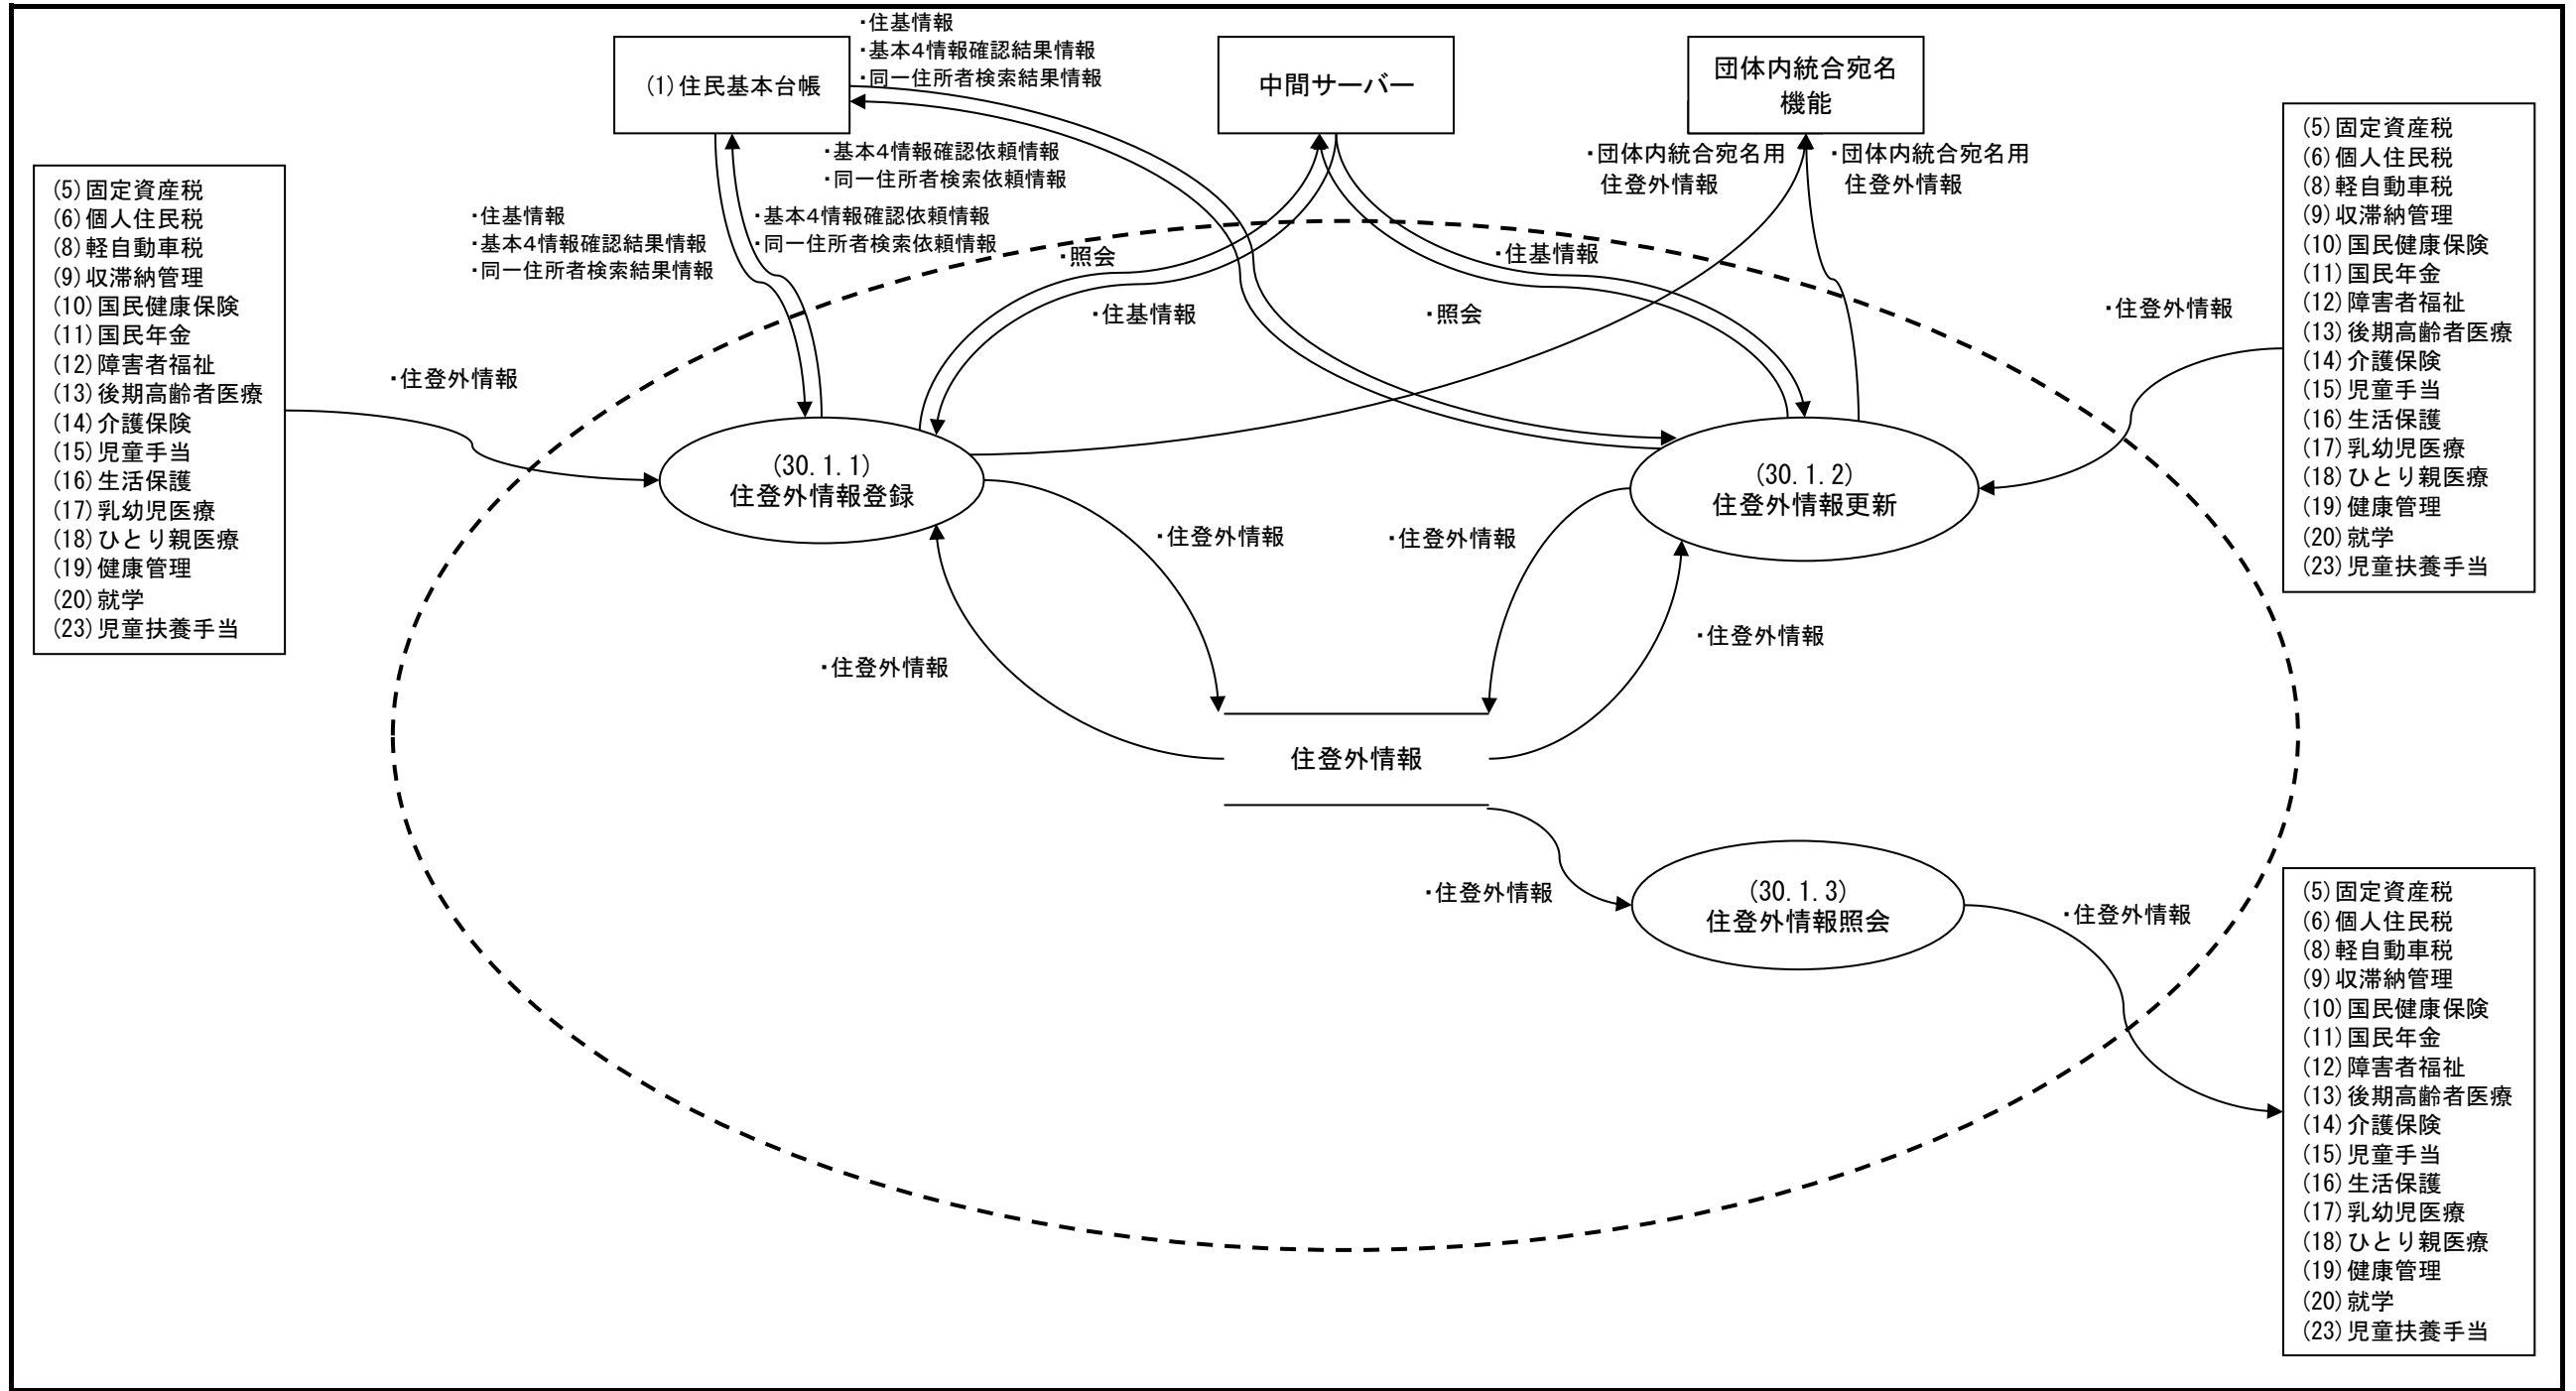 ・住基情報
・基本4情報確認結果情報
・同一住所者検索結果情報
(1)住民基本台帳
中間サーバー
団体内統合宛名
機能
・基本4情報確認依頼情報
・同一住所者検索依頼情報
・団体内統合宛名用
住登外情報
・団体内統合宛名用
住登外情報
(5)固定資産税
(6)個人住民税
(8)軽自動車税
(9)収滞納管理
(10)国民健康保険
(11)国民年金
(12)障害者福祉
(13)後期高齢者医療
(14)介護保険
(15)児童手当
(16)生活保護
(17)乳幼児医療
(18)ひとり親医療
(19)健康管理
(20)就学
(23)児童扶養手当
・住基情報
・基本4情報確認結果情報
・同一住所者検索結果情報
・基本4情報確認依頼情報
・同一住所者検索依頼情報
・照会
・住基情報
・住基情報
・照会
・住登外情報
(5)固定資産税
(6)個人住民税
(8)軽自動車税
(9)収滞納管理
(10)国民健康保険
(11)国民年金
(12)障害者福祉
(13)後期高齢者医療
(14)介護保険
(15)児童手当
(16)生活保護
(17)乳幼児医療
(18)ひとり親医療
(19)健康管理
(20)就学
(23)児童扶養手当
・住登外情報
(30.1.1)
住登外情報登録
(30.1.2)
住登外情報更新
・住登外情報
・住登外情報
・住登外情報
・住登外情報
住登外情報
・住登外情報
(30.1.3)
住登外情報照会
・住登外情報
(5)固定資産税
(6)個人住民税
(8)軽自動車税
(9)収滞納管理
(10)国民健康保険
(11)国民年金
(12)障害者福祉
(13)後期高齢者医療
(14)介護保険
(15)児童手当
(16)生活保護
(17)乳幼児医療
(18)ひとり親医療
(19)健康管理
(20)就学
(23)児童扶養手当